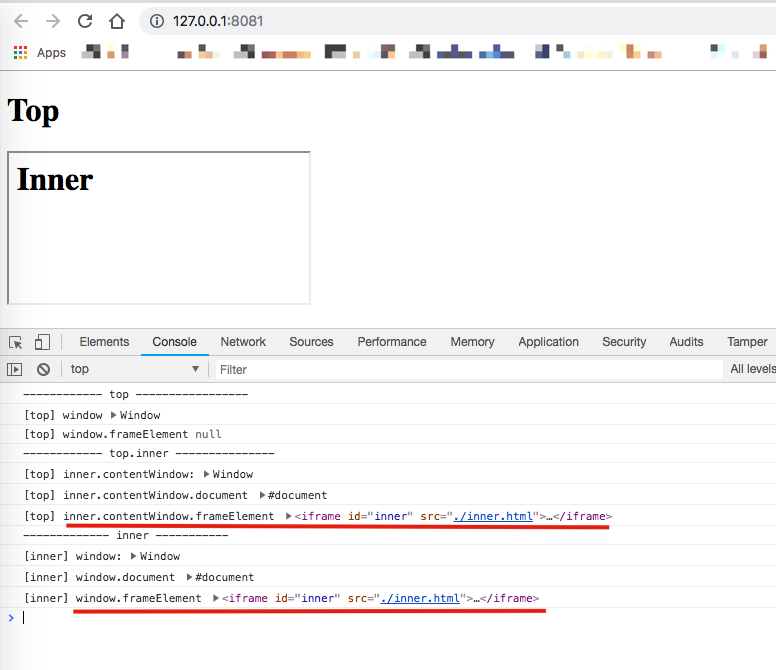 127.0.0.1:8081
Apps
Top
Inner
Elements Console Network Sources Performance Memory Application Security Audits Tamper
top ▼ Filter All levels
------------ top -----------------
[top] window ▶Window
[top] window.frameElement null
------------ top.inner ---------------
[top] inner.contentWindow: ▶Window
[top] inner.contentWindow.document ▶#document
[top] inner.contentWindow.frameElement ▶<iframe id="inner" src="./inner.html">…</iframe>
------------- inner -----------
[inner] window: ▶Window
[inner] window.document ▶#document
[inner] window.frameElement ▶<iframe id="inner" src="./inner.html">…</iframe>
>